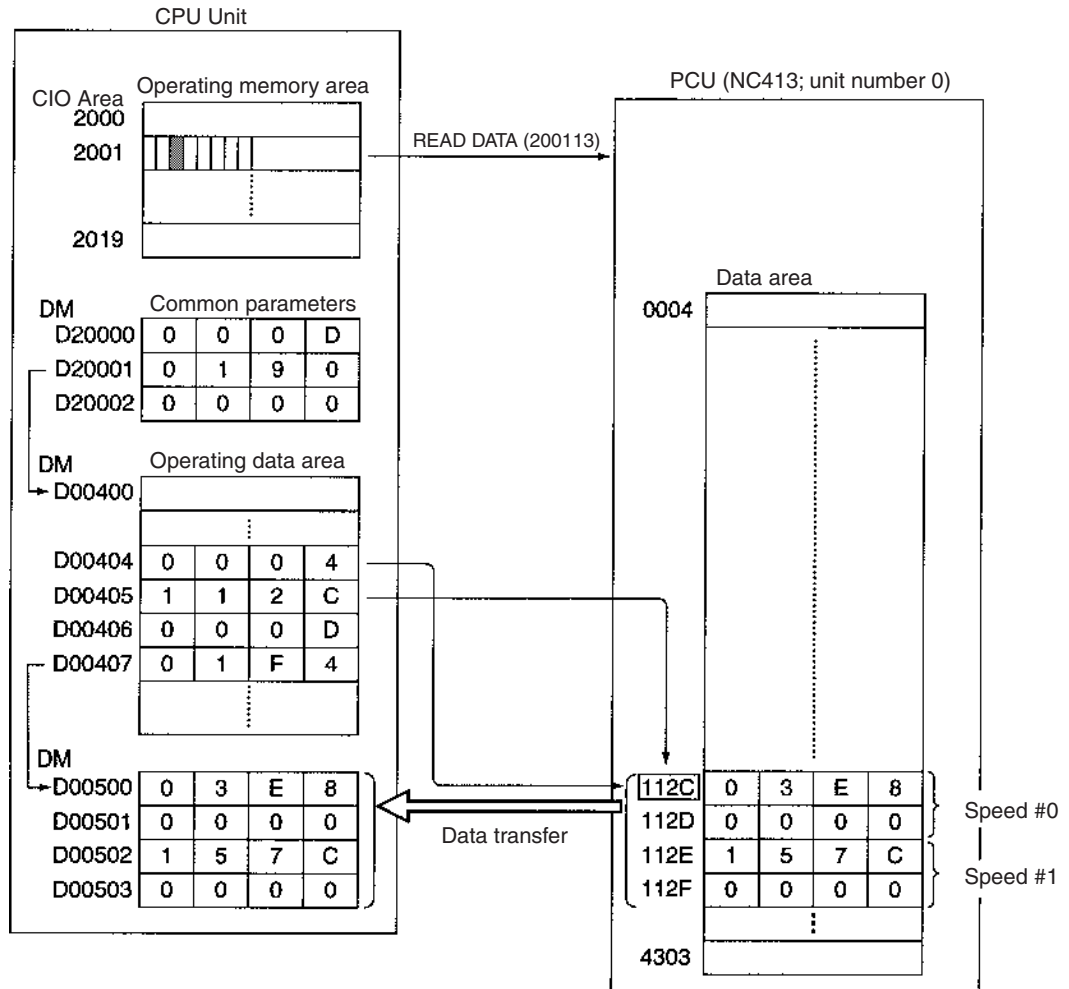 CPU Unit
Operating memory area
CIO Area
2000
2001
2019
READ DATA (200113)
PCU (NC413; unit number 0)
DM
Common parameters
D20000 0 0 0 D
D20001 0 1 9 0
D20002 0 0 0 0
DM
Operating data area
D00400
D00404 0 0 0 4
D00405 1 1 2 C
D00406 0 0 0 D
D00407 0 1 F 4
DM
D00500 0 3 E 8
D00501 0 0 0 0
D00502 1 5 7 C
D00503 0 0 0 0
Data transfer
Data area
0004
112C 0 3 E 8
112D 0 0 0 0
Speed #0
112E 1 5 7 C
112F 0 0 0 0
Speed #1
4303